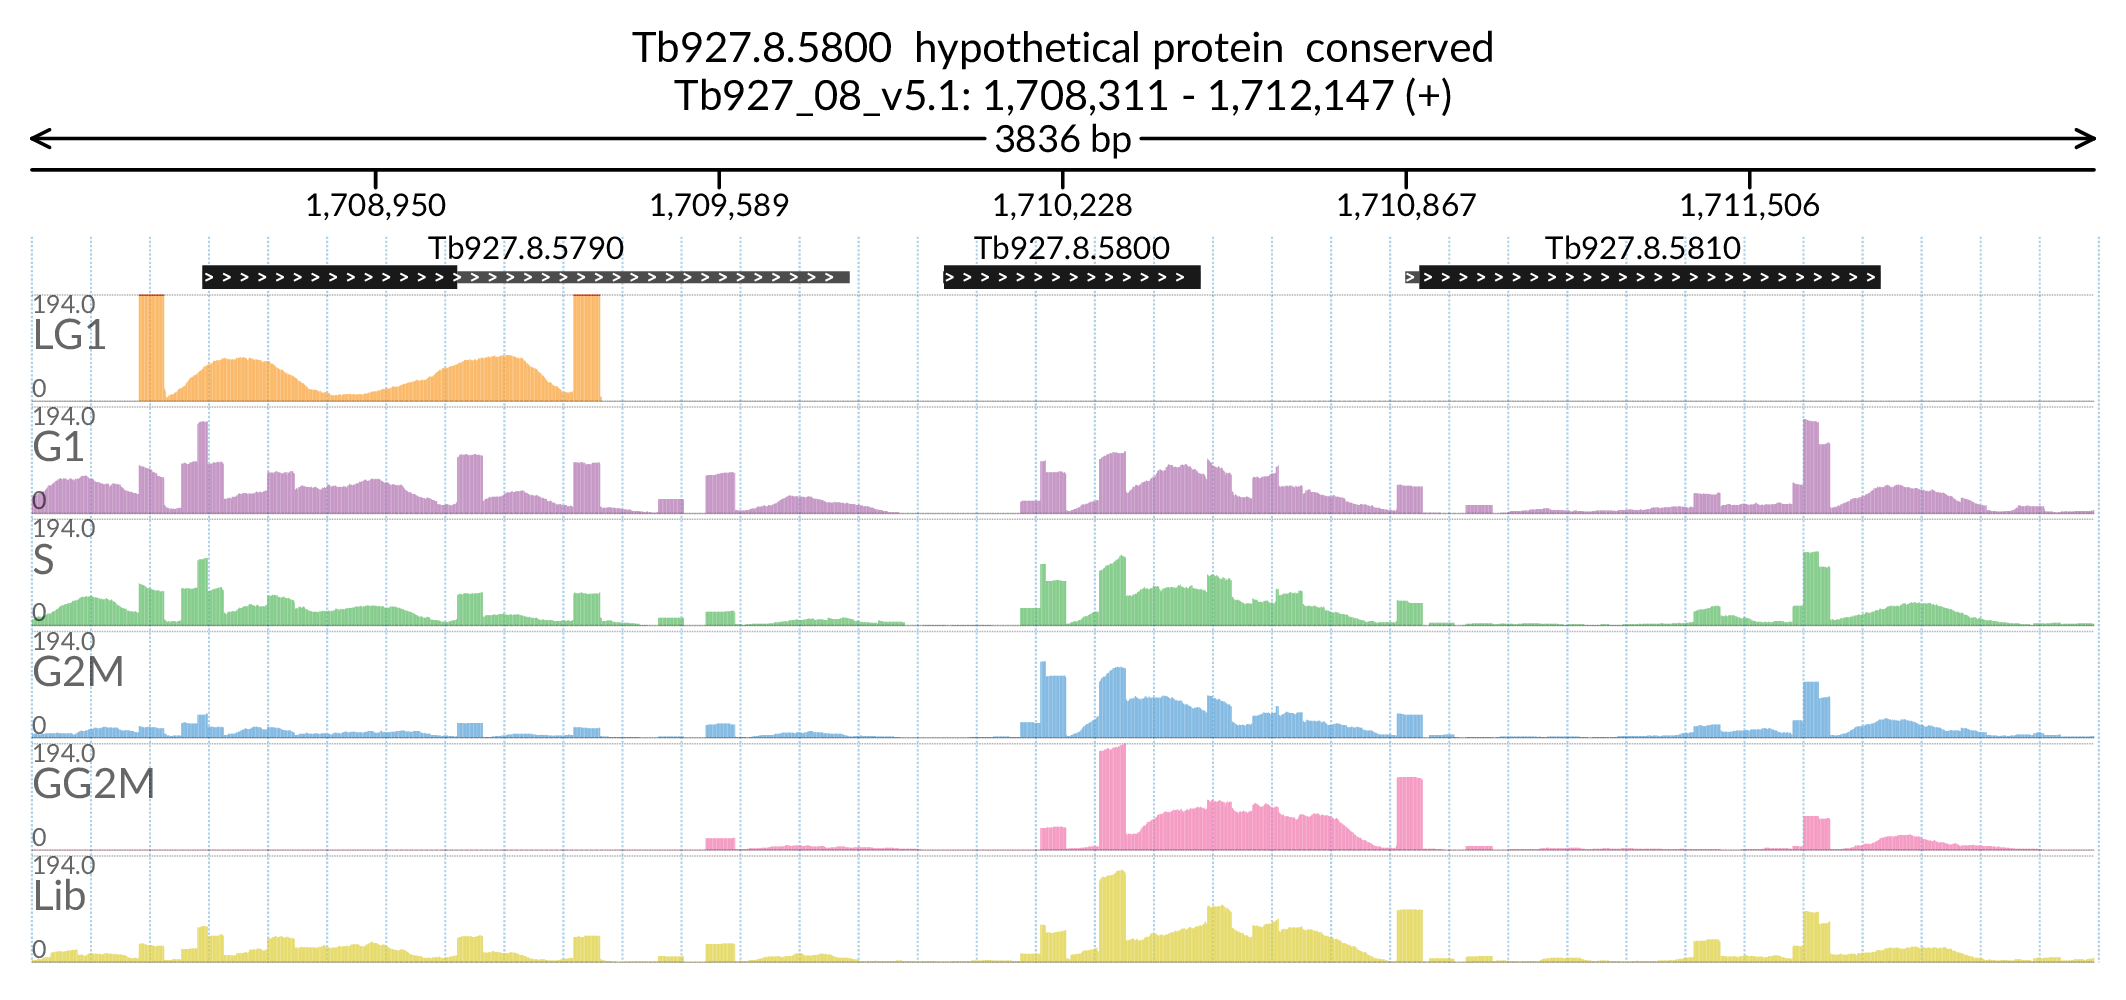 Tb927.8.5800  hypothetical protein  conserved
Tb927_08_v5.1: 1,708,311 - 1,712,147 (+)
3836 bp
1,708,950 1,709,589 1,710,228 1,710,867 1,711,506
Tb927.8.5790 Tb927.8.5800 Tb927.8.5810
194.0
LG1
0
194.0
G1
0
194.0
S
0
194.0
G2M
0
194.0
GG2M
0
194.0
Lib
0